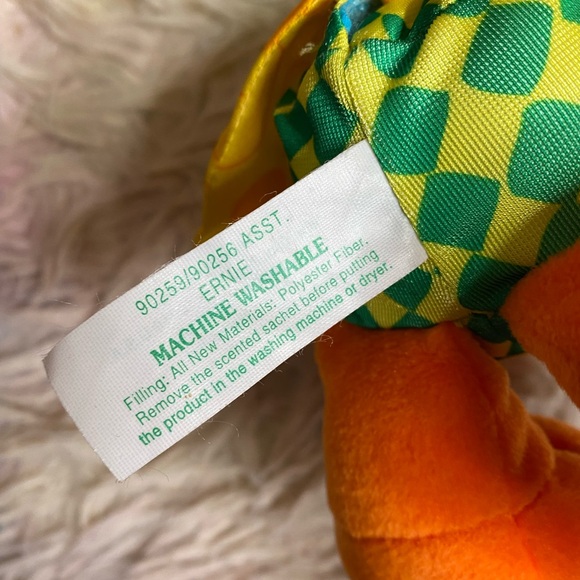 90259/90256 ASST.
ERNIE
MACHINE WASHABLE
Filling: All New Materials: Polyester Fiber.
Remove the scented sachet before putting
the product in the washing machine or dryer.